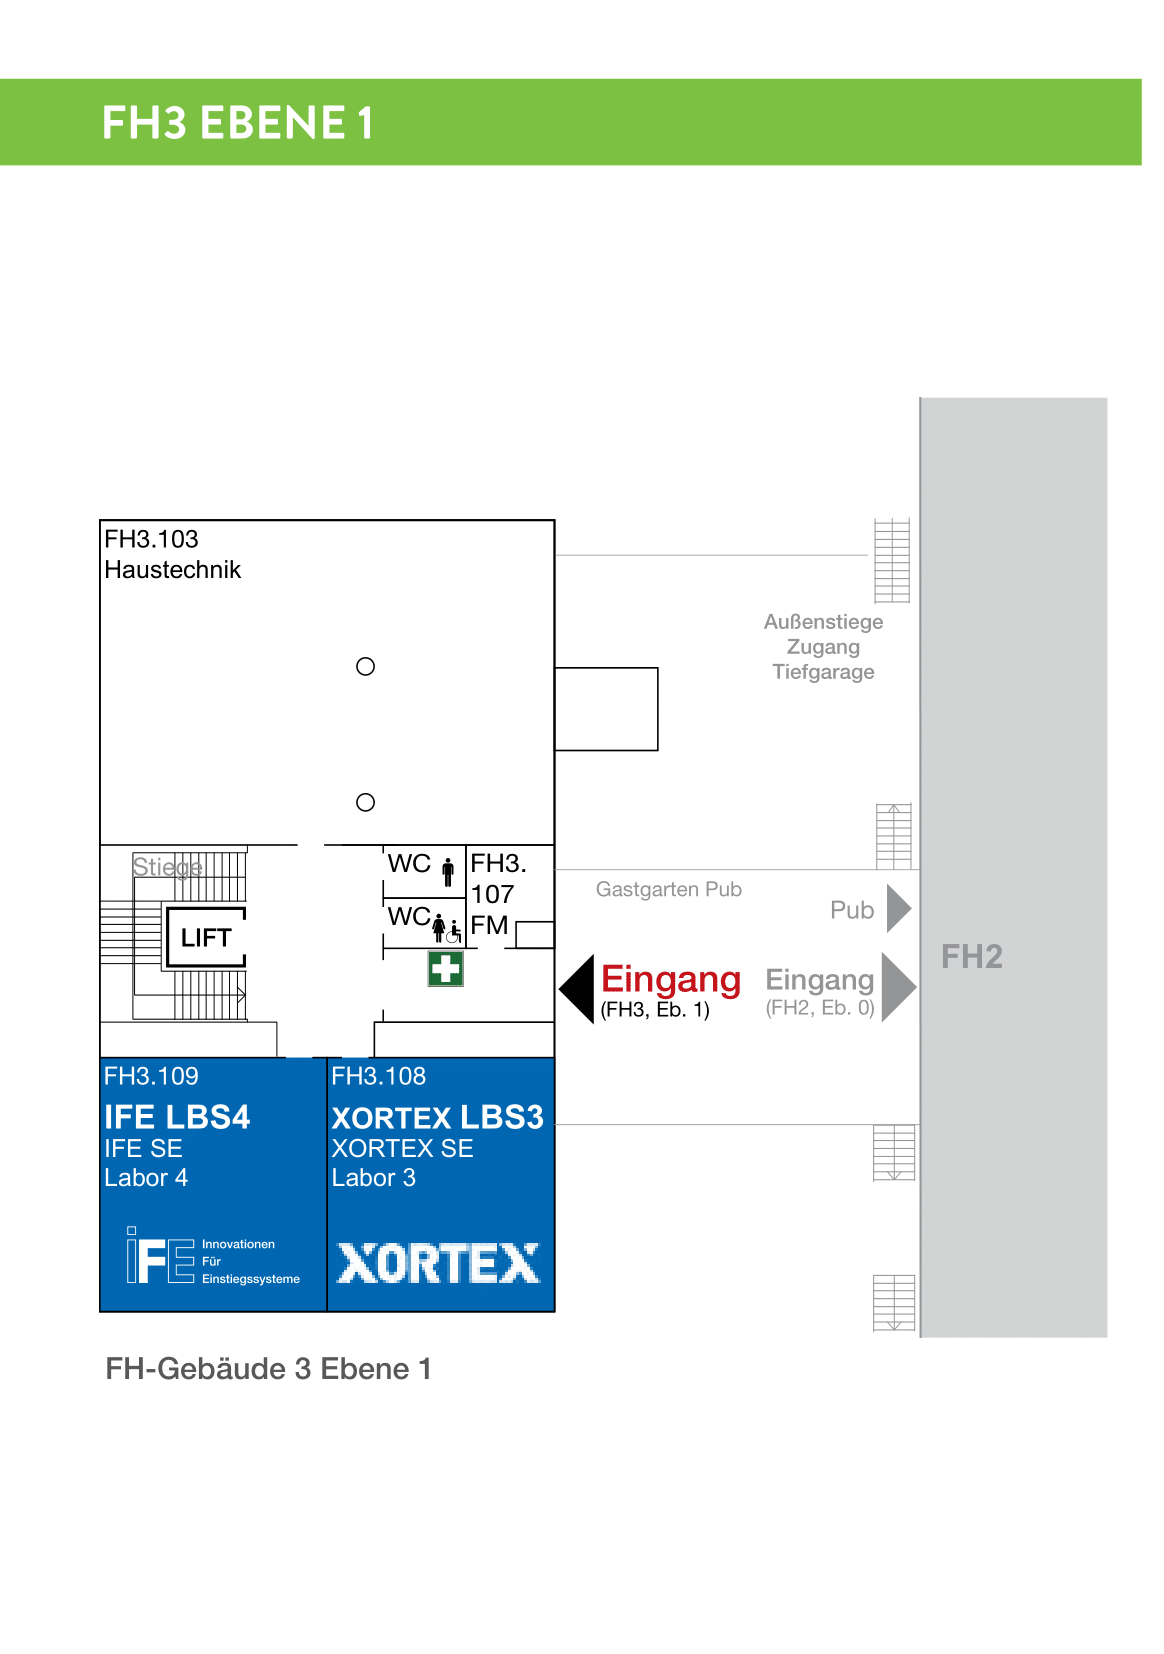 FH3 EBENE 1
FH3.103
Haustechnik
Außenstiege
Zugang
Tiefgarage
Stiege
LIFT
WC
WC
FH3.
107
FM
Gastgarten Pub
Pub
FH2
Eingang
(FH3, Eb. 1)
Eingang
(FH2, Eb. 0)
FH3.109
IFE LBS4
IFE SE
Labor 4
iFE
Innovationen
Für
Einstiegssysteme
FH3.108
XORTEX LBS3
XORTEX SE
Labor 3
XORTEX
FH-Gebäude 3 Ebene 1